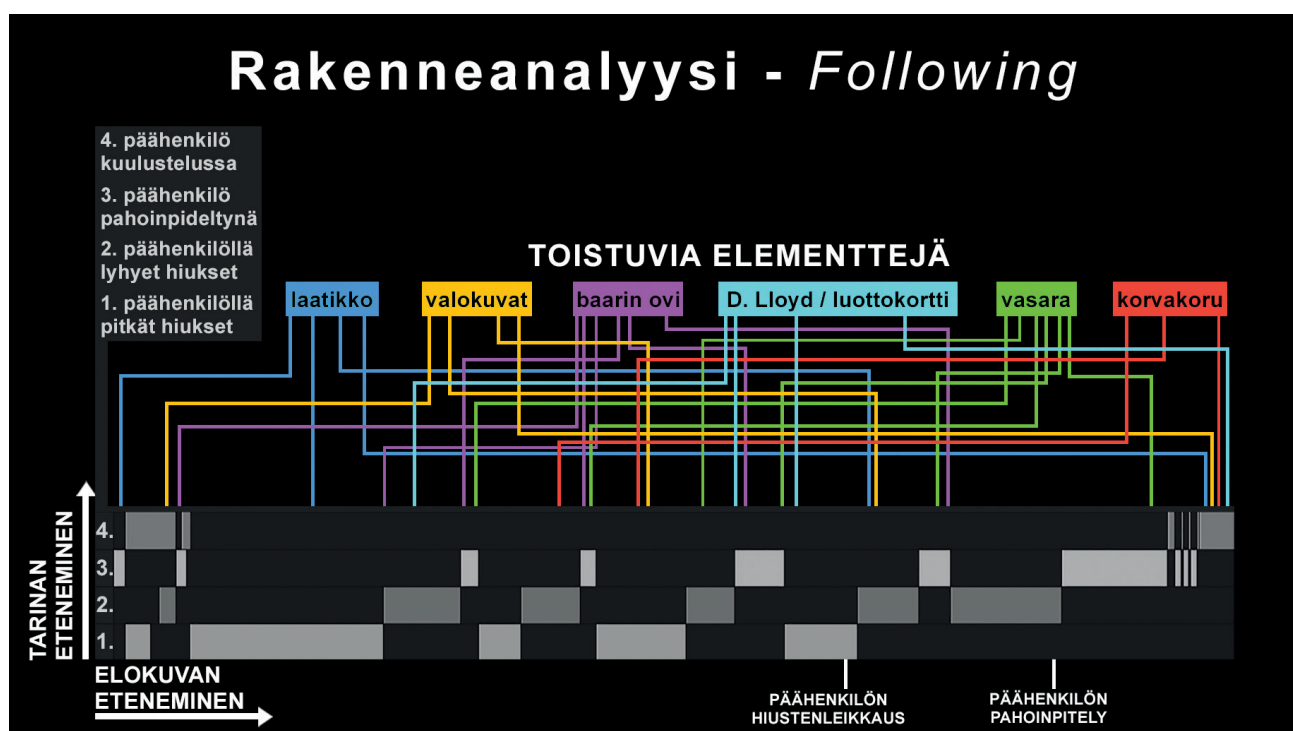 Rakenneanalyysi - Following
4. päähenkilö
kuulustelussa
3. päähenkilö
pahoinpideltynä
2. päähenkilöllä
lyhyet hiukset
1. päähenkilöllä
pitkät hiukset
TOISTUVIA ELEMENTTEJÄ
laatikko
valokuvat
baarin ovi
D. Lloyd / luottokortti
vasara
korvakoru
TARINAN
ETENEMINEN
4.
3.
2.
1.
ELOKUVAN
ETENEMINEN
PÄÄHENKILÖN
HIUSTENLEIKKAUS
PÄÄHENKILÖN
PAHOINPITELY